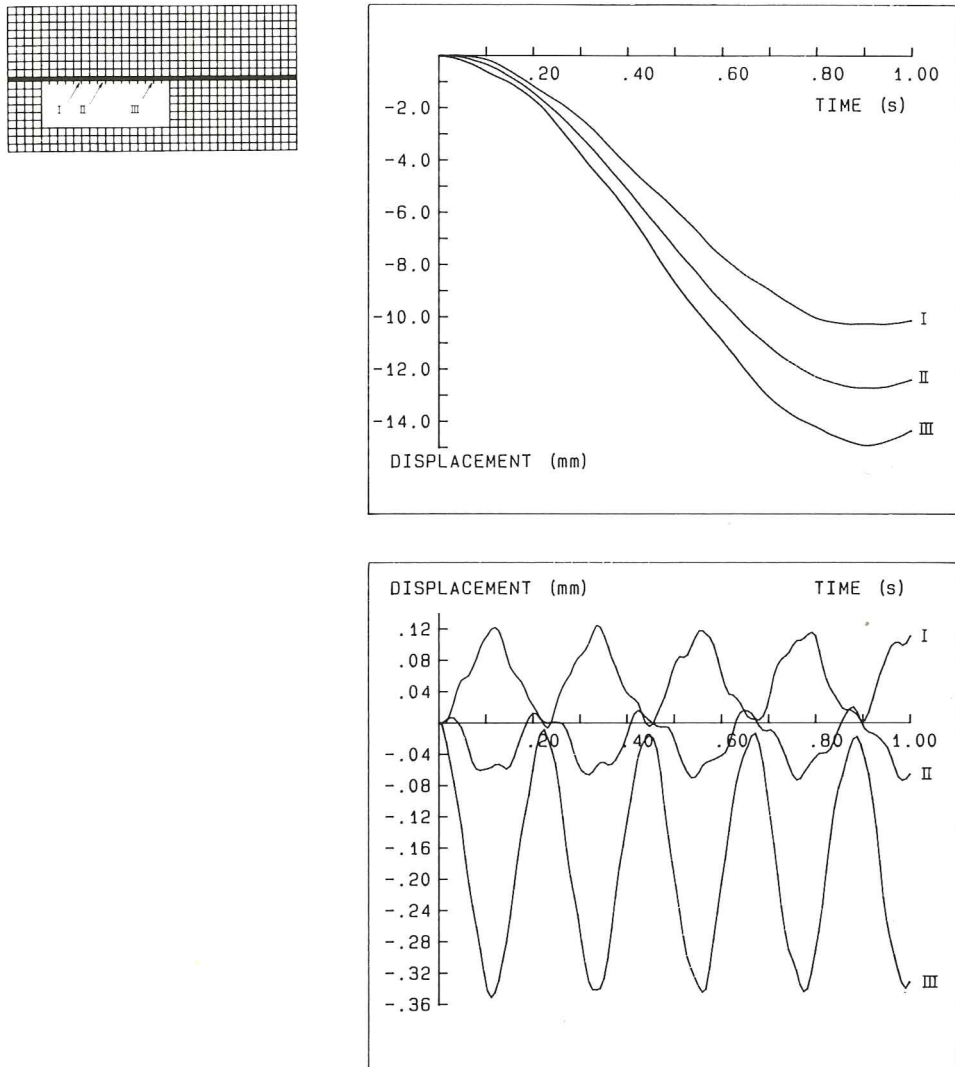 I II III
.20 .40 .60 .80 1.00
TIME (s)
-2.0
-4.0
-6.0
-8.0
-10.0
I
-12.0
II
-14.0
III
DISPLACEMENT (mm)
DISPLACEMENT (mm) TIME (s)
.12
I
.08
.04
.20 .40 .60 .80 1.00
-.04
II
-.08
-.12
-.16
-.20
-.24
-.28
-.32
III
-.36